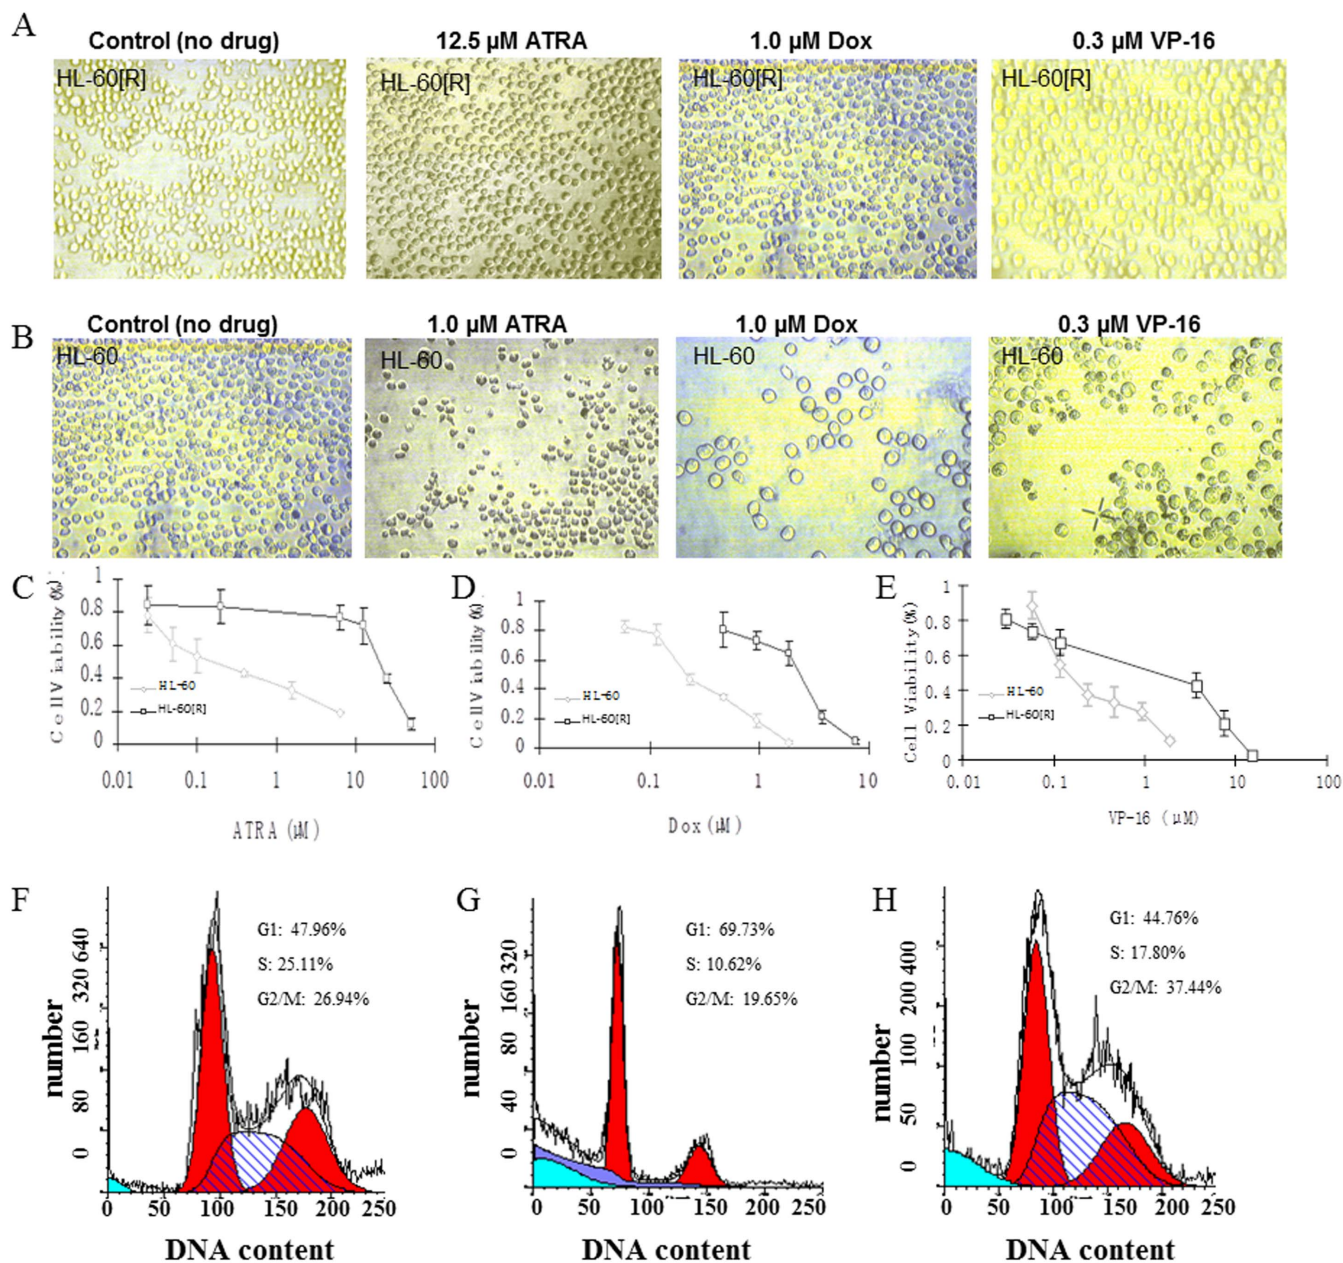 A
Control (no drug)
12.5 µM ATRA
1.0 µM Dox
0.3 µM VP-16
HL-60[R]
HL-60[R]
HL-60[R]
HL-60[R]
B
Control (no drug)
1.0 µM ATRA
1.0 µM Dox
0.3 µM VP-16
HL-60
HL-60
HL-60
HL-60
C
Cell Viability (%)
1
0.8
0.6
0.4
0.2
0
HL-60
HL-60[R]
0.01 0.1 1 10 100
ATRA (µM)
D
Cell Viability (%)
1
0.8
0.6
0.4
0.2
0
HL-60
HL-60[R]
0.01 0.1 1 10
Dox (µM)
E
Cell Viability (%)
1
0.8
0.6
0.4
0.2
0
HL-60
HL-60[R]
0.01 0.1 1 10 100
VP-16 (µM)
F
number
0 80 160 320 640
G1: 47.96%
S: 25.11%
G2/M: 26.94%
0 50 100 150 200 250
DNA content
G
number
0 40 80 160 320
G1: 69.73%
S: 10.62%
G2/M: 19.65%
0 50 100 150 200 250
DNA content
H
number
0 50 100 200 400
G1: 44.76%
S: 17.80%
G2/M: 37.44%
0 50 100 150 200 250
DNA content